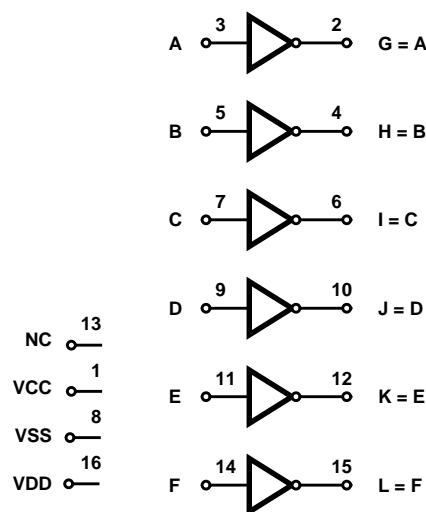 A 3 2 G = A
B 5 4 H = B
C 7 6 I = C
D 9 10 J = D
NC 13
VCC 1
E 11 12 K = E
VSS 8
VDD 16
F 14 15 L = F